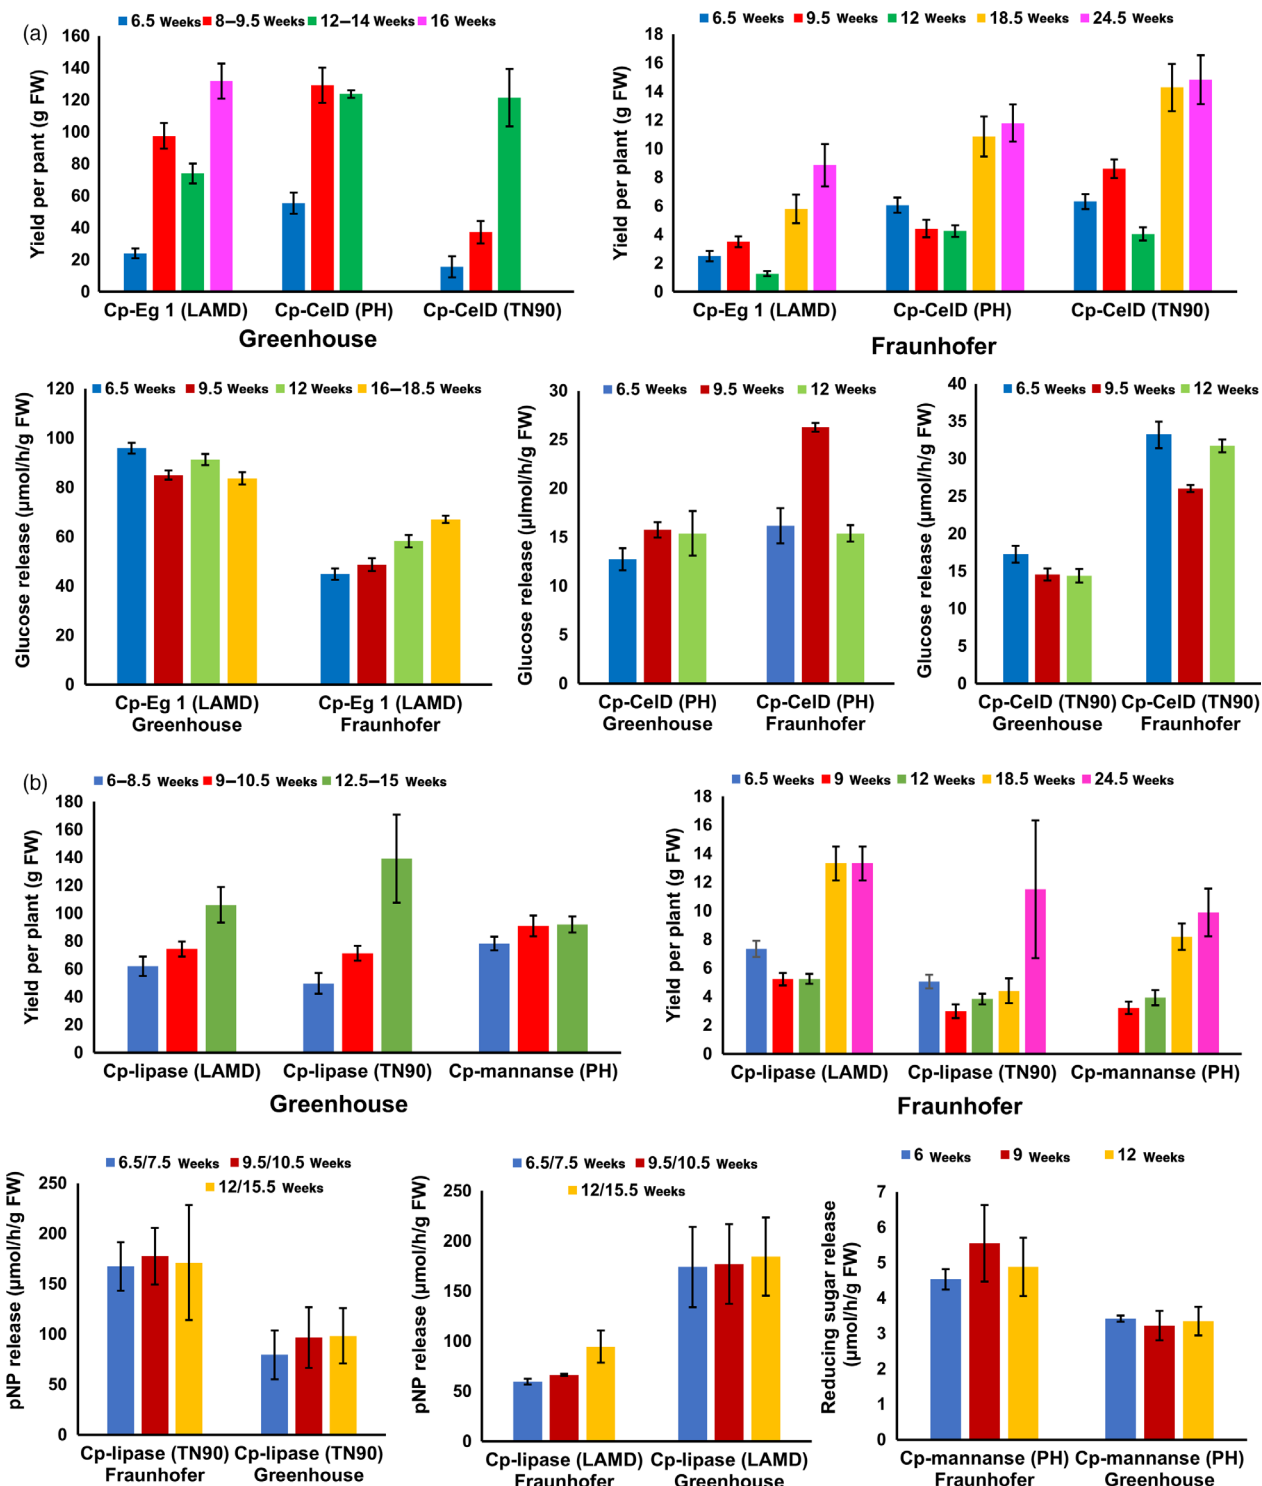 (a)
6.5 Weeks 8–9.5 Weeks 12–14 Weeks 16 Weeks
160
140
120
100
80
60
40
20
0
Yield per pant (g FW)
Cp-Eg 1 (LAMD) Cp-CelD (PH) Cp-CelD (TN90)
Greenhouse
6.5 Weeks 9.5 Weeks 12 Weeks 18.5 Weeks 24.5 Weeks
18
16
14
12
10
8
6
4
2
0
Yield per plant (g FW)
Cp-Eg 1 (LAMD) Cp-CelD (PH) Cp-CelD (TN90)
Fraunhofer
6.5 Weeks 9.5 Weeks 12 Weeks 16–18.5 Weeks
120
100
80
60
40
20
0
Glucose release (µmol/h/g FW)
Cp-Eg 1 (LAMD) Cp-Eg 1 (LAMD)
Greenhouse Fraunhofer
6.5 Weeks 9.5 Weeks 12 Weeks
30
25
20
15
10
5
0
Glucose release (µlmol/h/g FW)
Cp-CelD (PH) Cp-CelD (PH)
Greenhouse Fraunhofer
6.5 Weeks 9.5 Weeks 12 Weeks
40
35
30
25
20
15
10
5
0
Glucose release (µmol/h/g FW)
Cp-CelD (TN90) Cp-CelD (TN90)
Greenhouse Fraunhofer
(b)
6–8.5 Weeks 9–10.5 Weeks 12.5–15 Weeks
180
160
140
120
100
80
60
40
20
0
Yield per plant (g FW)
Cp-lipase (LAMD) Cp-lipase (TN90) Cp-mannanse (PH)
Greenhouse
6.5 Weeks 9 Weeks 12 Weeks 18.5 Weeks 24.5 Weeks
18
16
14
12
10
8
6
4
2
0
Yield per plant (g FW)
Cp-lipase (LAMD) Cp-lipase (TN90) Cp-mannanse (PH)
Fraunhofer
6.5/7.5 Weeks 9.5/10.5 Weeks
12/15.5 Weeks
250
200
150
100
50
0
pNP release (µmol/h/g FW)
Cp-lipase (TN90) Cp-lipase (TN90)
Fraunhofer Greenhouse
6.5/7.5 Weeks 9.5/10.5 Weeks
12/15.5 Weeks
250
200
150
100
50
0
pNP release (µmol/h/g FW)
Cp-lipase (LAMD) Cp-lipase (LAMD)
Fraunhofer Greenhouse
6 Weeks 9 Weeks 12 Weeks
7
6
5
4
3
2
1
0
Reducing sugar release
(µmol/h/g FW)
Cp-mannanse (PH) Cp-mannanse (PH)
Fraunhofer Greenhouse